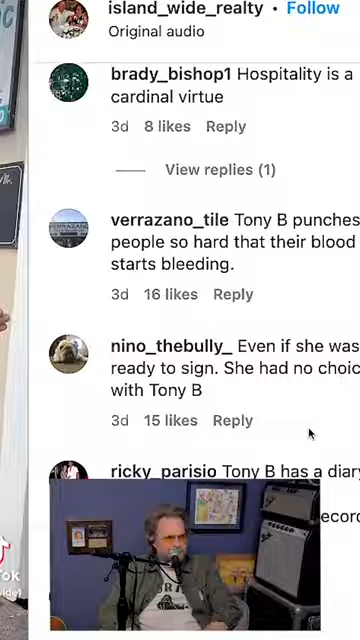 island_wide_realty • Follow
Original audio
brady_bishop1 Hospitality is a
cardinal virtue
3d 8 likes Reply
View replies (1)
verrazano_tile Tony B punches
people so hard that their blood
starts bleeding.
3d 16 likes Reply
nino_thebully_ Even if she was
ready to sign. She had no choic
with Tony B
3d 15 likes Reply
ricky_parisio Tony B has a diary
ecord